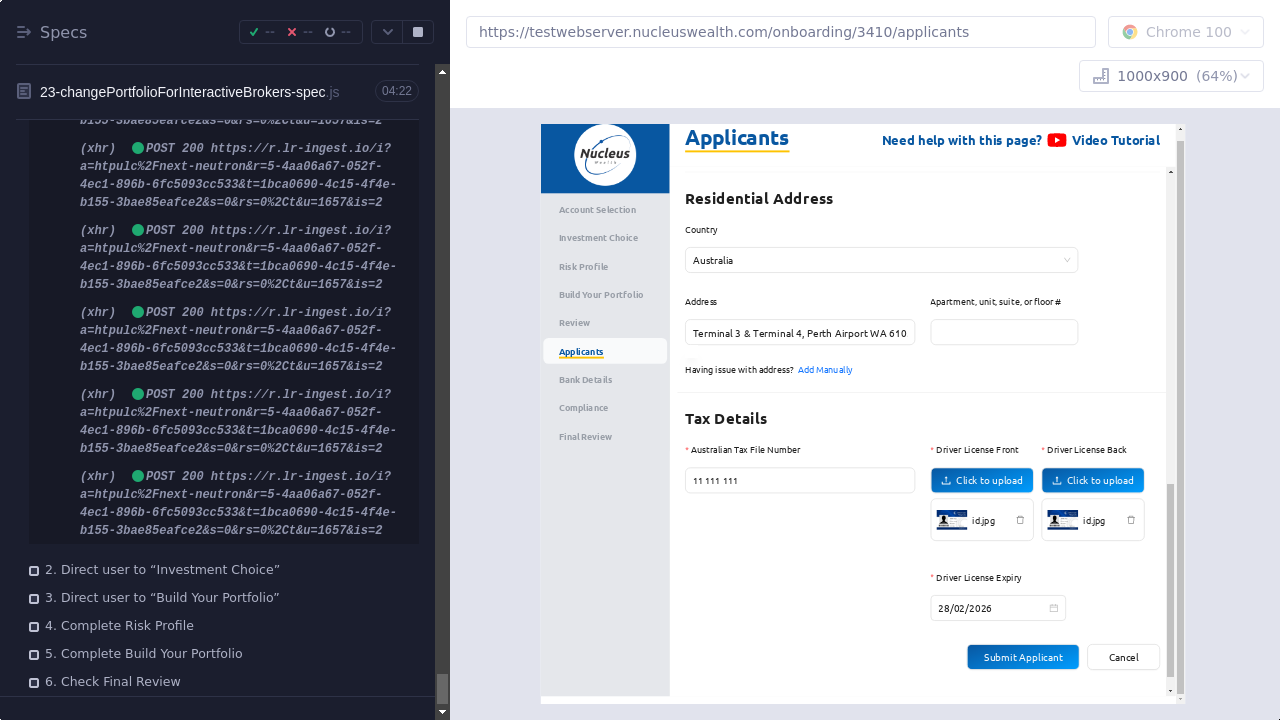 Specs
--
--
--
23-changePortfolioForInteractiveBrokers-spec.js
04:22
b155-3bae85eafce2&s=0&rs=0%2Ct&u=1657&is=2
(xhr) POST 200 https://r.lr-ingest.io/i?
a=htpulc%2Fnext-neutron&r=5-4aa06a67-052f-
4ec1-896b-6fc5093cc533&t=1bca0690-4c15-4f4e-
b155-3bae85eafce2&s=0&rs=0%2Ct&u=1657&is=2
(xhr) POST 200 https://r.lr-ingest.io/i?
a=htpulc%2Fnext-neutron&r=5-4aa06a67-052f-
4ec1-896b-6fc5093cc533&t=1bca0690-4c15-4f4e-
b155-3bae85eafce2&s=0&rs=0%2Ct&u=1657&is=2
(xhr) POST 200 https://r.lr-ingest.io/i?
a=htpulc%2Fnext-neutron&r=5-4aa06a67-052f-
4ec1-896b-6fc5093cc533&t=1bca0690-4c15-4f4e-
b155-3bae85eafce2&s=0&rs=0%2Ct&u=1657&is=2
(xhr) POST 200 https://r.lr-ingest.io/i?
a=htpulc%2Fnext-neutron&r=5-4aa06a67-052f-
4ec1-896b-6fc5093cc533&t=1bca0690-4c15-4f4e-
b155-3bae85eafce2&s=0&rs=0%2Ct&u=1657&is=2
(xhr) POST 200 https://r.lr-ingest.io/i?
a=htpulc%2Fnext-neutron&r=5-4aa06a67-052f-
4ec1-896b-6fc5093cc533&t=1bca0690-4c15-4f4e-
b155-3bae85eafce2&s=0&rs=0%2Ct&u=1657&is=2
2. Direct user to “Investment Choice”
3. Direct user to “Build Your Portfolio”
4. Complete Risk Profile
5. Complete Build Your Portfolio
6. Check Final Review
https://testwebserver.nucleuswealth.com/onboarding/3410/applicants
Chrome 100
1000x900 (64%)
Nucleus
Wealth
Account Selection
Investment Choice
Risk Profile
Build Your Portfolio
Review
Applicants
Bank Details
Compliance
Final Review
Applicants
Need help with this page? Video Tutorial
Residential Address
Country
Australia
Address
Apartment, unit, suite, or floor #
Terminal 3 & Terminal 4, Perth Airport WA 610
Having issue with address? Add Manually
Tax Details
* Australian Tax File Number
* Driver License Front
* Driver License Back
11 111 111
Click to upload
Click to upload
id.jpg
id.jpg
* Driver License Expiry
28/02/2026
Submit Applicant
Cancel